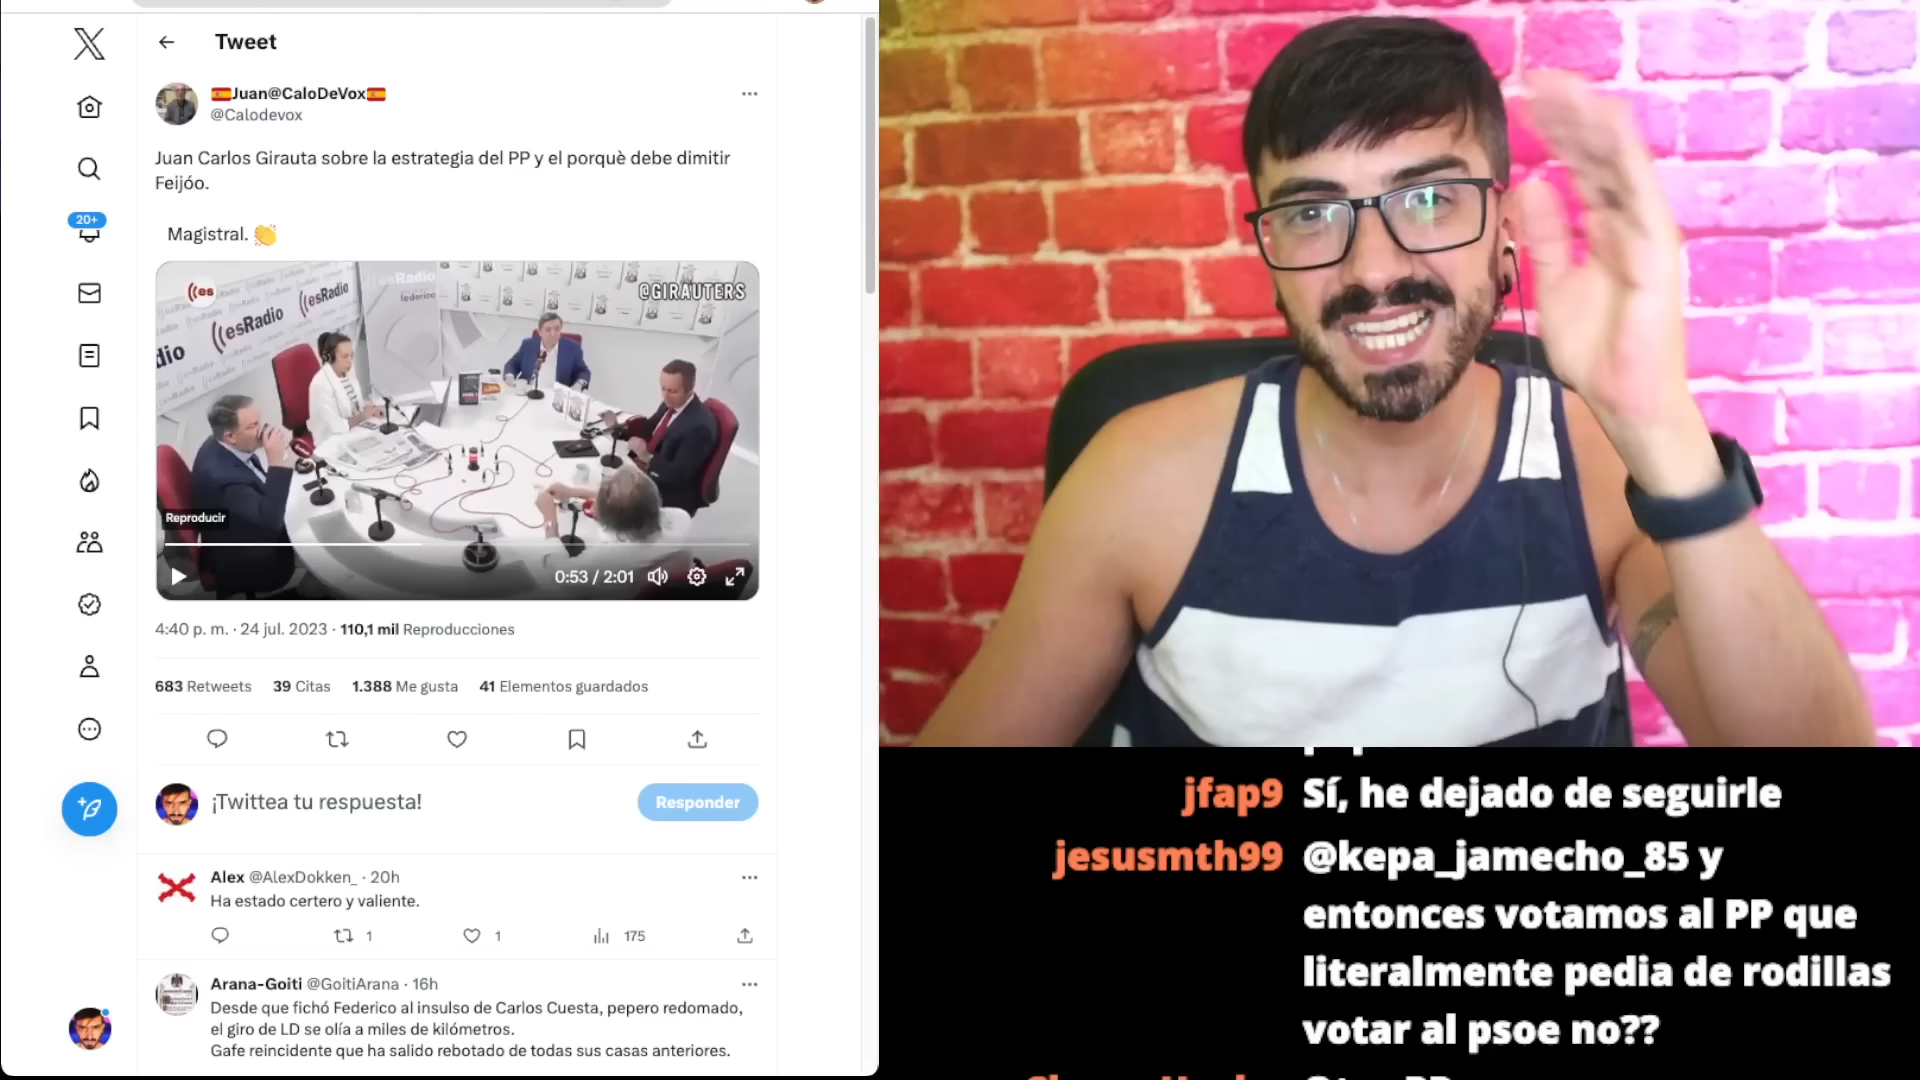 Tweet
Juan@CaloDeVox
@Calodevox
Juan Carlos Girauta sobre la estrategia del PP y el porquè debe dimitir
Feijóo.
Magistral.
@GIRAUTERS
((es
((esRadio
((esRadio
esRadio
federico
dio
Reproducir
0:53 / 2:01
4:40 p. m. · 24 jul. 2023 · 110,1 mil Reproducciones
683 Retweets 39 Citas 1.388 Me gusta 41 Elementos guardados
¡Twittea tu respuesta!
Responder
Alex @AlexDokken_ · 20h
Ha estado certero y valiente.
1 1 175
Arana-Goiti @GoitiArana · 16h
Desde que fichó Federico al insulso de Carlos Cuesta, pepero redomado,
el giro de LD se olía a miles de kilómetros.
Gafe reincidente que ha salido rebotado de todas sus casas anteriores.
20+
jfap9 Sí, he dejado de seguirle
jesusmth99 @kepa_jamecho_85 y
entonces votamos al PP que
literalmente pedia de rodillas
votar al psoe no??